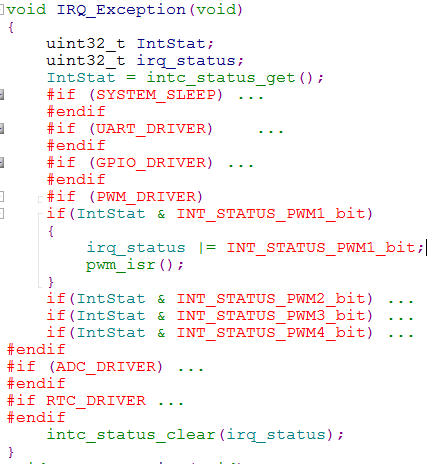 void IRQ_Exception(void)
{
uint32_t IntStat;
uint32_t irq_status;
IntStat = intc_status_get();
#if (SYSTEM_SLEEP) ...
#endif
#if (UART_DRIVER) ...
#endif
#if (GPIO_DRIVER) ...
#endif
#if (PWM_DRIVER)
if(IntStat & INT_STATUS_PWM1_bit)
{
irq_status |= INT_STATUS_PWM1_bit;
pwm_isr();
}
if(IntStat & INT_STATUS_PWM2_bit) ...
if(IntStat & INT_STATUS_PWM3_bit) ...
if(IntStat & INT_STATUS_PWM4_bit) ...
#endif
#if (ADC_DRIVER) ...
#endif
#if RTC_DRIVER ...
#endif
intc_status_clear(irq_status);
}